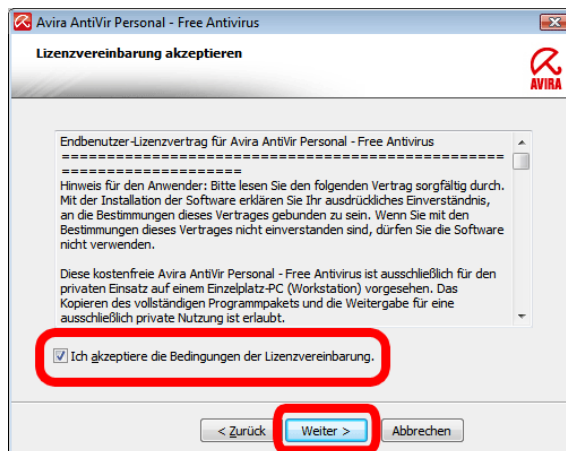 Avira AntiVir Personal - Free Antivirus
Lizenzvereinbarung akzeptieren
AVIRA
Endbenutzer-Lizenzvertrag für Avira AntiVir Personal - Free Antivirus
====================================================
=====================
Hinweis für den Anwender: Bitte lesen Sie den folgenden Vertrag sorgfältig durch.
Mit der Installation der Software erklären Sie Ihr ausdrückliches Einverständnis,
an die Bestimmungen dieses Vertrages gebunden zu sein. Wenn Sie mit den
Bestimmungen dieses Vertrages nicht einverstanden sind, dürfen Sie die Software
nicht verwenden.
Diese kostenfreie Avira AntiVir Personal - Free Antivirus ist ausschließlich für den
privaten Einsatz auf einem Einzelplatz-PC (Workstation) vorgesehen. Das
Kopieren des vollständigen Programmpakets und die Weitergabe für eine
ausschließlich private Nutzung ist erlaubt.
Ich akzeptiere die Bedingungen der Lizenzvereinbarung.
< Zurück Weiter > Abbrechen